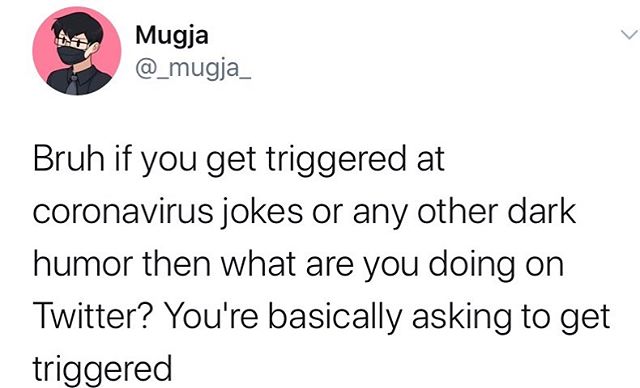 Mugja
@_mugja_
Bruh if you get triggered at
coronavirus jokes or any other dark
humor then what are you doing on
Twitter? You're basically asking to get
triggered